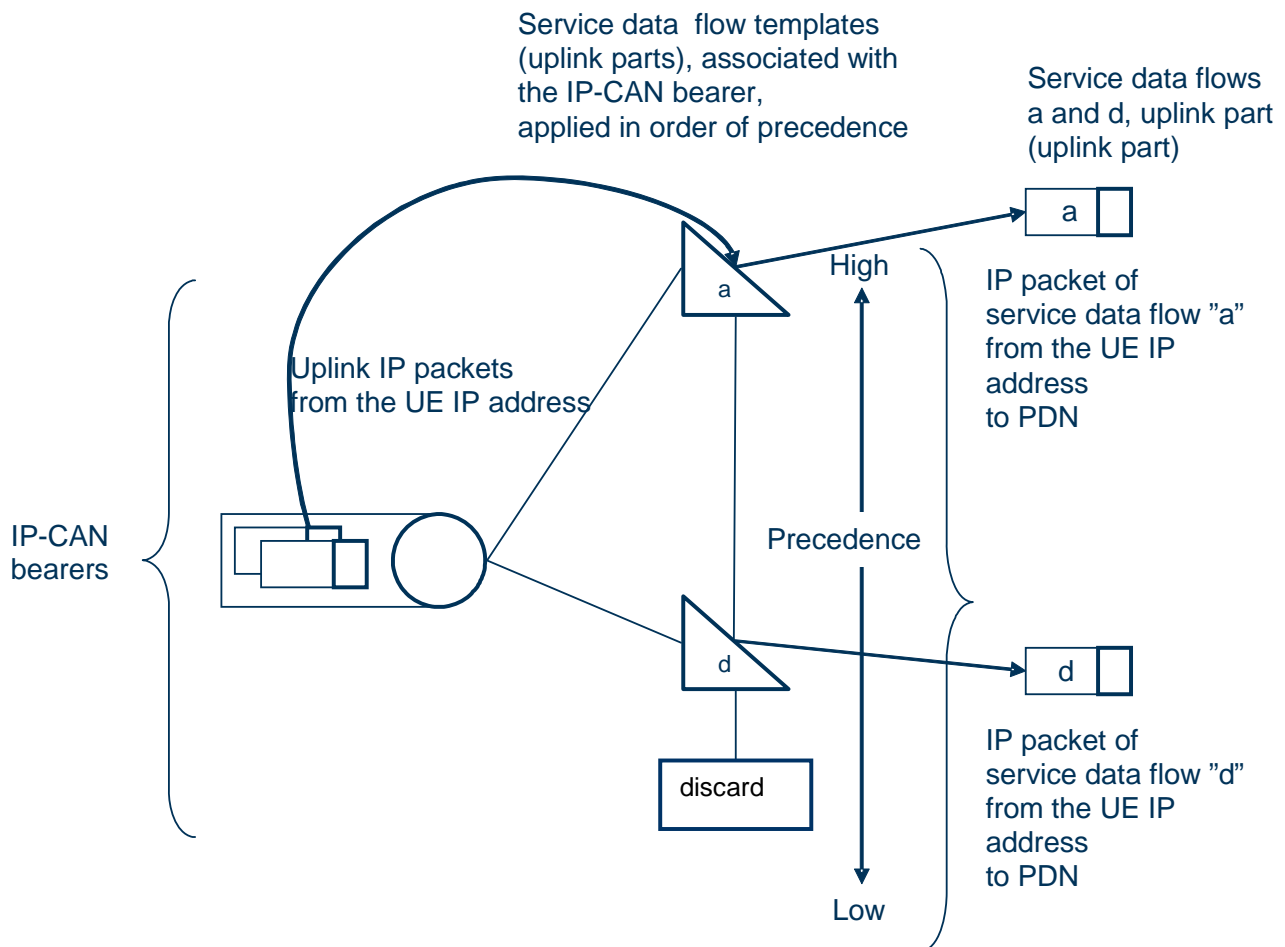 Service data flow templates
(uplink parts), associated with
the IP-CAN bearer,
applied in order of precedence
Service data flows
a and d, uplink part
(uplink part)
a
a
High
IP packet of
service data flow ”a”
from the UE IP
address
to PDN
Uplink IP packets
from the UE IP address
IP-CAN
bearers
Precedence
d
d
discard
IP packet of
service data flow ”d”
from the UE IP
address
to PDN
Low